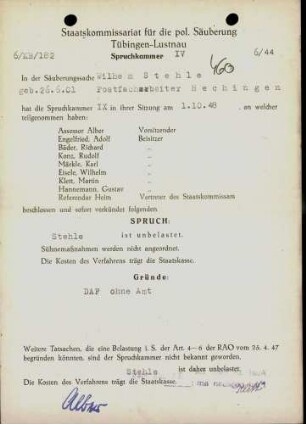 Staatskommissariat für die pol. Säuberung
Tübingen-Lustnau
6/KB/182 Spruchkammer IV 6/44
460
In der Säuberungssache Wilhelm Stehle
geb.26.6.01 Postfacharbeiter Hechingen
hat die Spruchkammer IX in ihrer Sitzung am 1.10.48 , an welcher
teilgenommen haben:
Assessor Alber Vorsitzender
Engelfried, Adolf Beisitzer
Bäder, Richard „
Konz, Rudolf „
Märkle, Karl „
Eisele, Wilhelm „
Klett, Martin „
Hannemann, Gustav „
Referendar Heim Vertreter des Staatskommissars
beschlossen und sofort verkündet folgenden
SPRUCH:
Stehle ist unbelastet.
Sühnemaßnahmen werden nicht angeordnet.
Die Kosten des Verfahrens trägt die Staatskasse.
Gründe:
DAF ohne Amt
Weitere Tatsachen, die eine Belastung i. S. der Art. 4—6 der RAO vom 26. 4. 47
begründen könnten, sind der Spruchkammer nicht bekannt geworden.
Stehle ist daher unbelastet.
Die Kosten des Verfahrens trägt die Staatskasse.
Alber